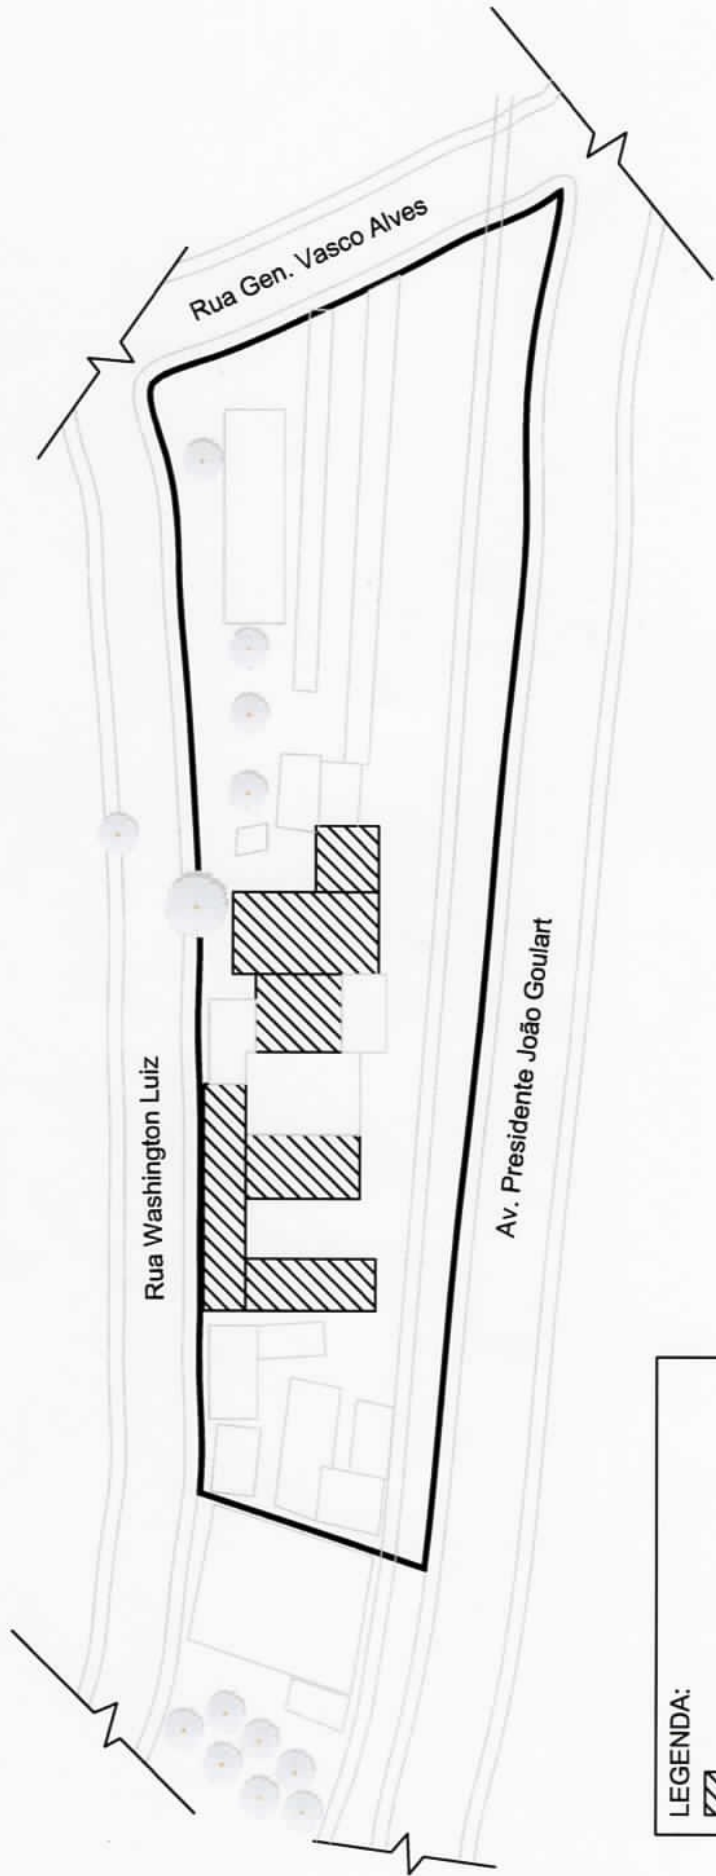 Rua Gen. Vasco Alves
Rua Washington Luiz
Av. Presidente João Goulart
LEGENDA: